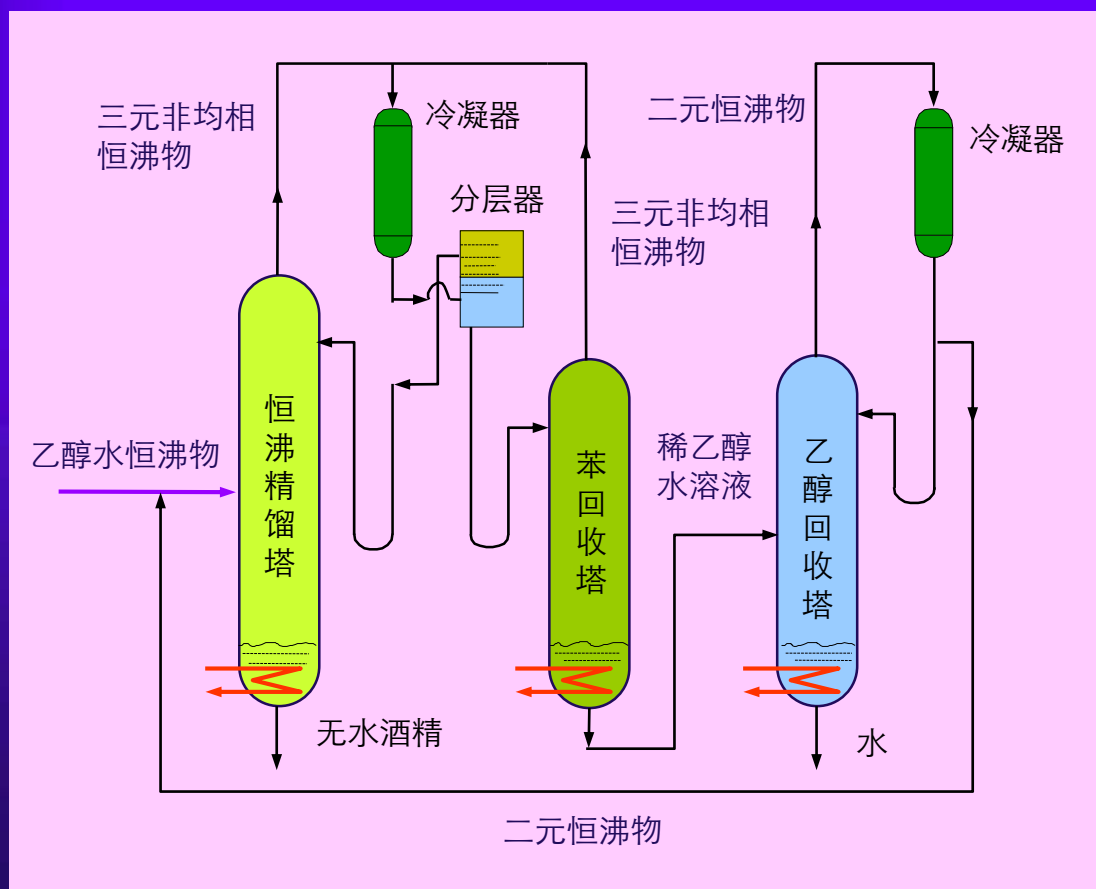 三元非均相
恒沸物
冷凝器
二元恒沸物
冷凝器
分层器
三元非均相
恒沸物
乙醇水恒沸物
恒沸精馏塔
苯回收塔
稀乙醇
水溶液
乙醇回收塔
无水酒精
水
二元恒沸物